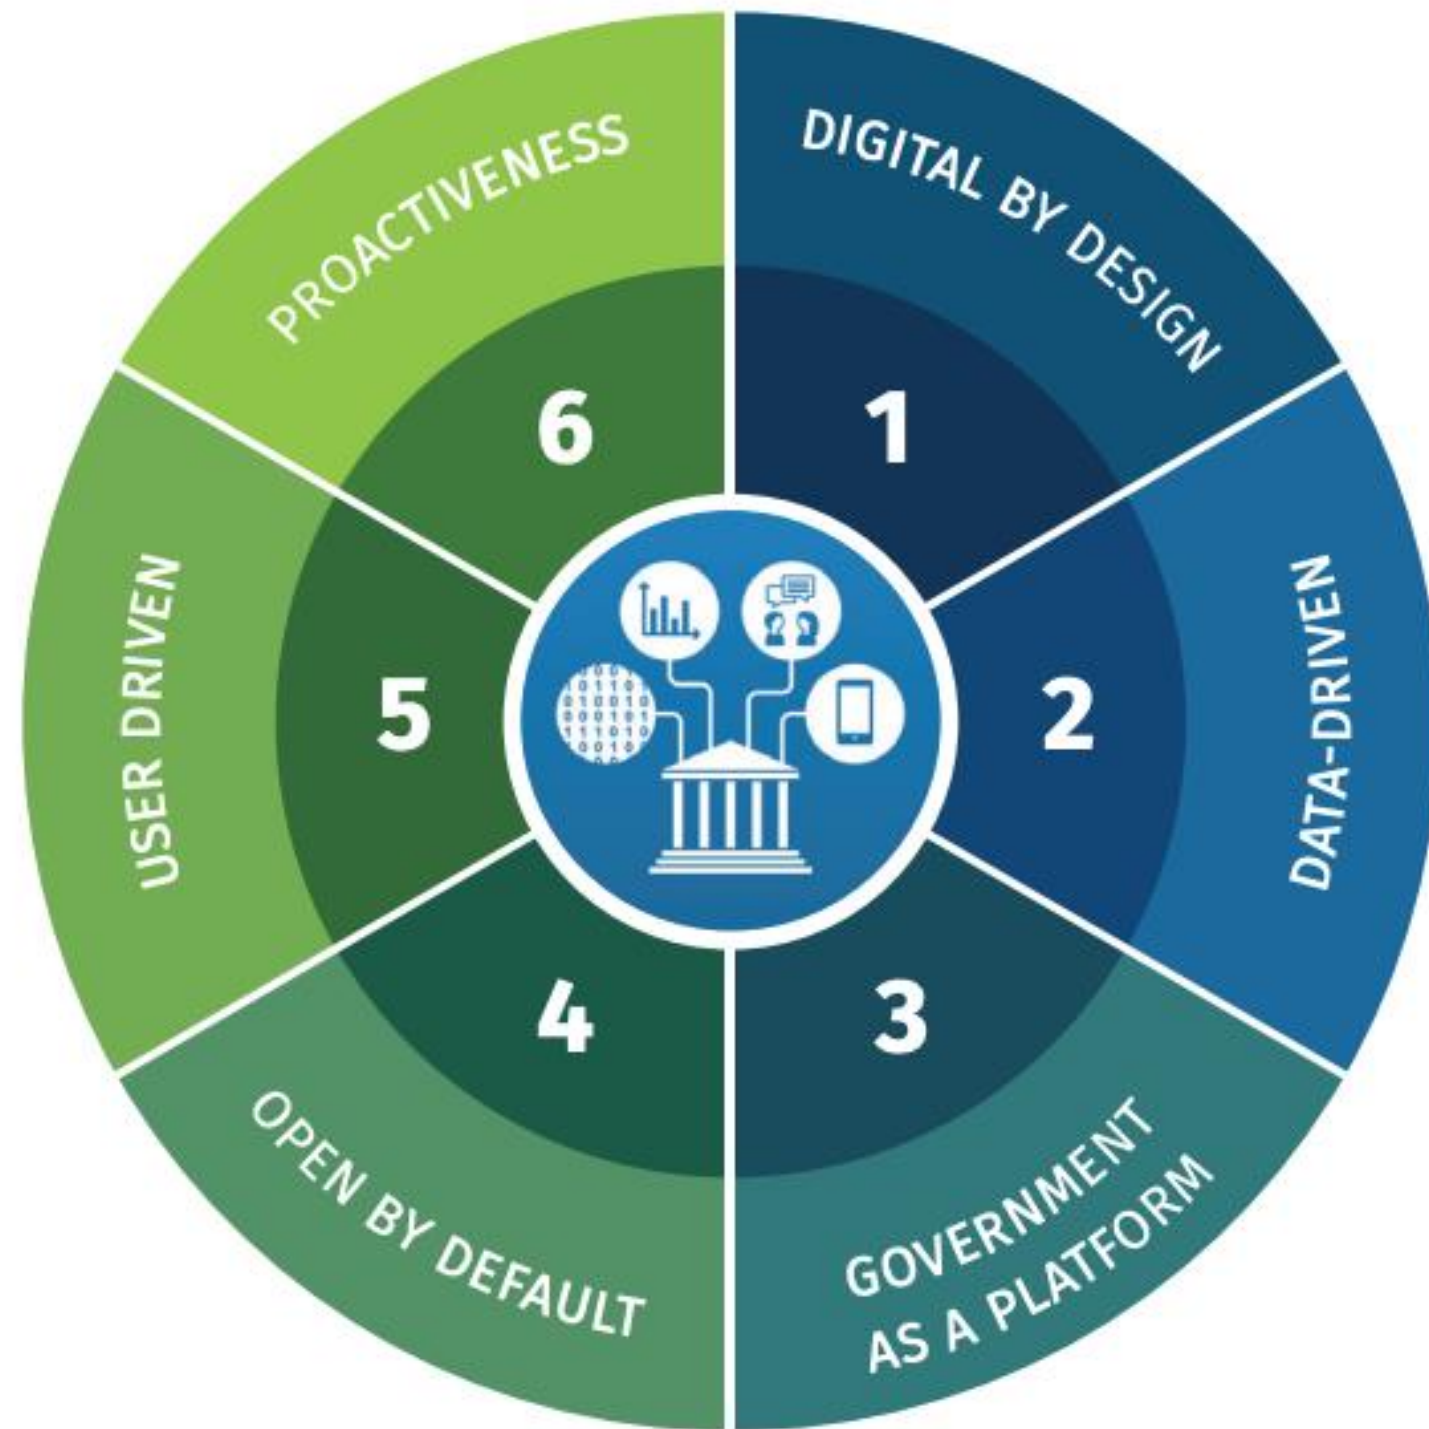 1
DIGITAL BY DESIGN
2
DATA-DRIVEN
3
GOVERNMENT
AS A PLATFORM
4
OPEN BY DEFAULT
5
USER DRIVEN
6
PROACTIVENESS